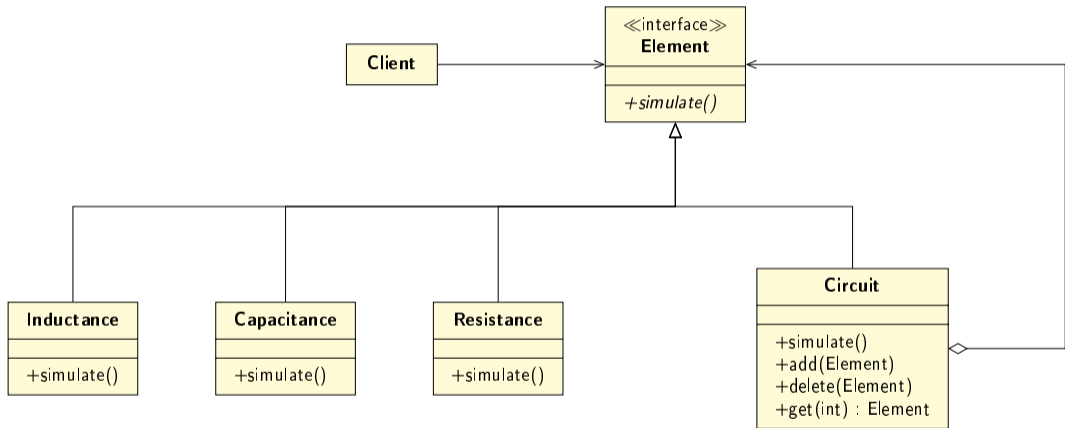 ≪interface≫
Element
+simulate()
Client
Inductance
+simulate()
Capacitance
+simulate()
Resistance
+simulate()
Circuit
+simulate()
+add(Element)
+delete(Element)
+get(int) : Element